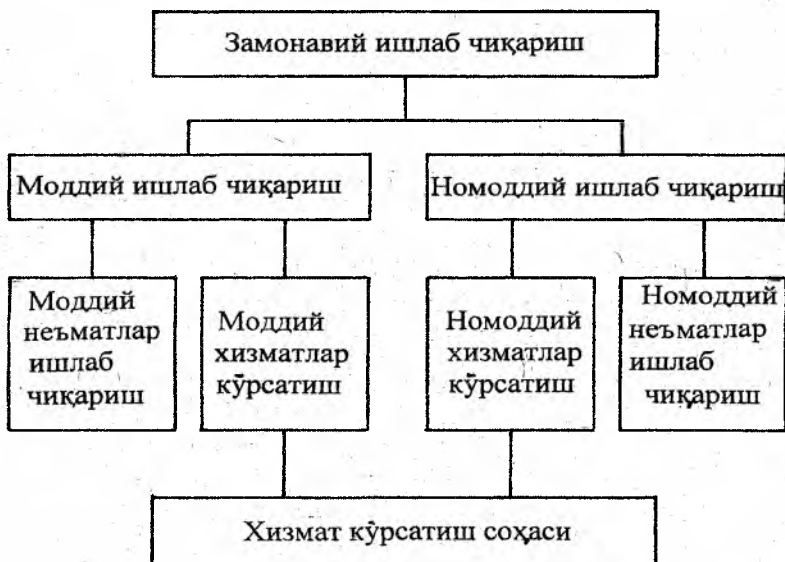 Замонавий ишлаб чиқариш
Моддий ишлаб чиқариш
Номоддий ишлаб чиқариш
Моддий
неъматлар
ишлаб
чиқариш
Моддий
хизматлар
кўрсатиш
Номоддий
хизматлар
кўрсатиш
Номоддий
неъматлар
ишлаб
чиқариш
Хизмат кўрсатиш соҳаси